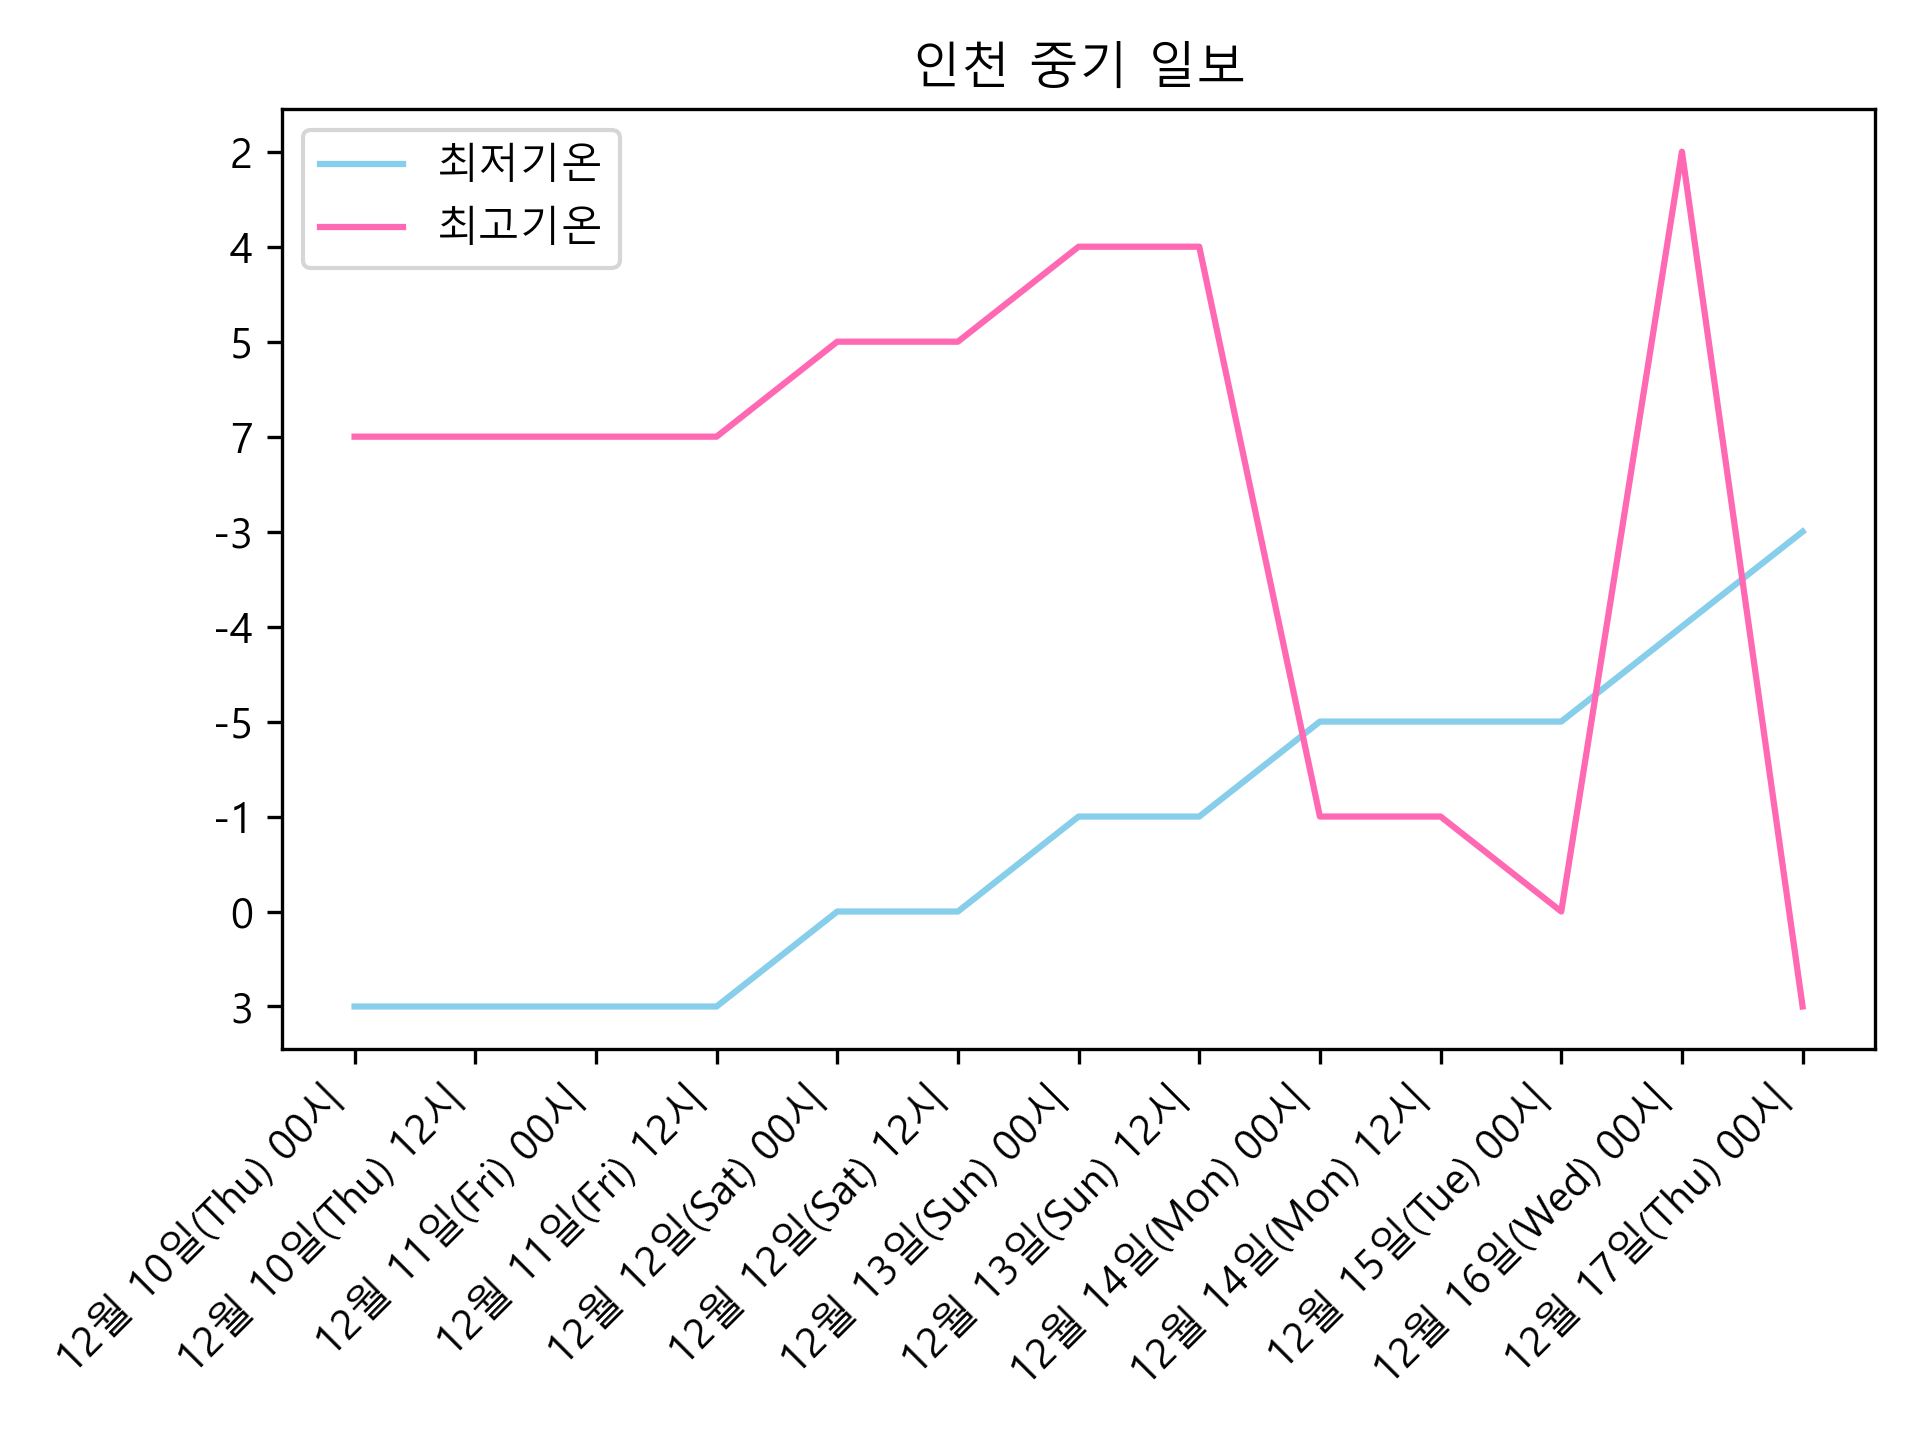 인천 중기 일보
최저기온
최고기온
2
4
5
7
-3
-4
-5
-1
0
3
12월 10일(Thu) 00시
12월 10일(Thu) 12시
12월 11일(Fri) 00시
12월 11일(Fri) 12시
12월 12일(Sat) 00시
12월 12일(Sat) 12시
12월 13일(Sun) 00시
12월 13일(Sun) 12시
12월 14일(Mon) 00시
12월 14일(Mon) 12시
12월 15일(Tue) 00시
12월 16일(Wed) 00시
12월 17일(Thu) 00시